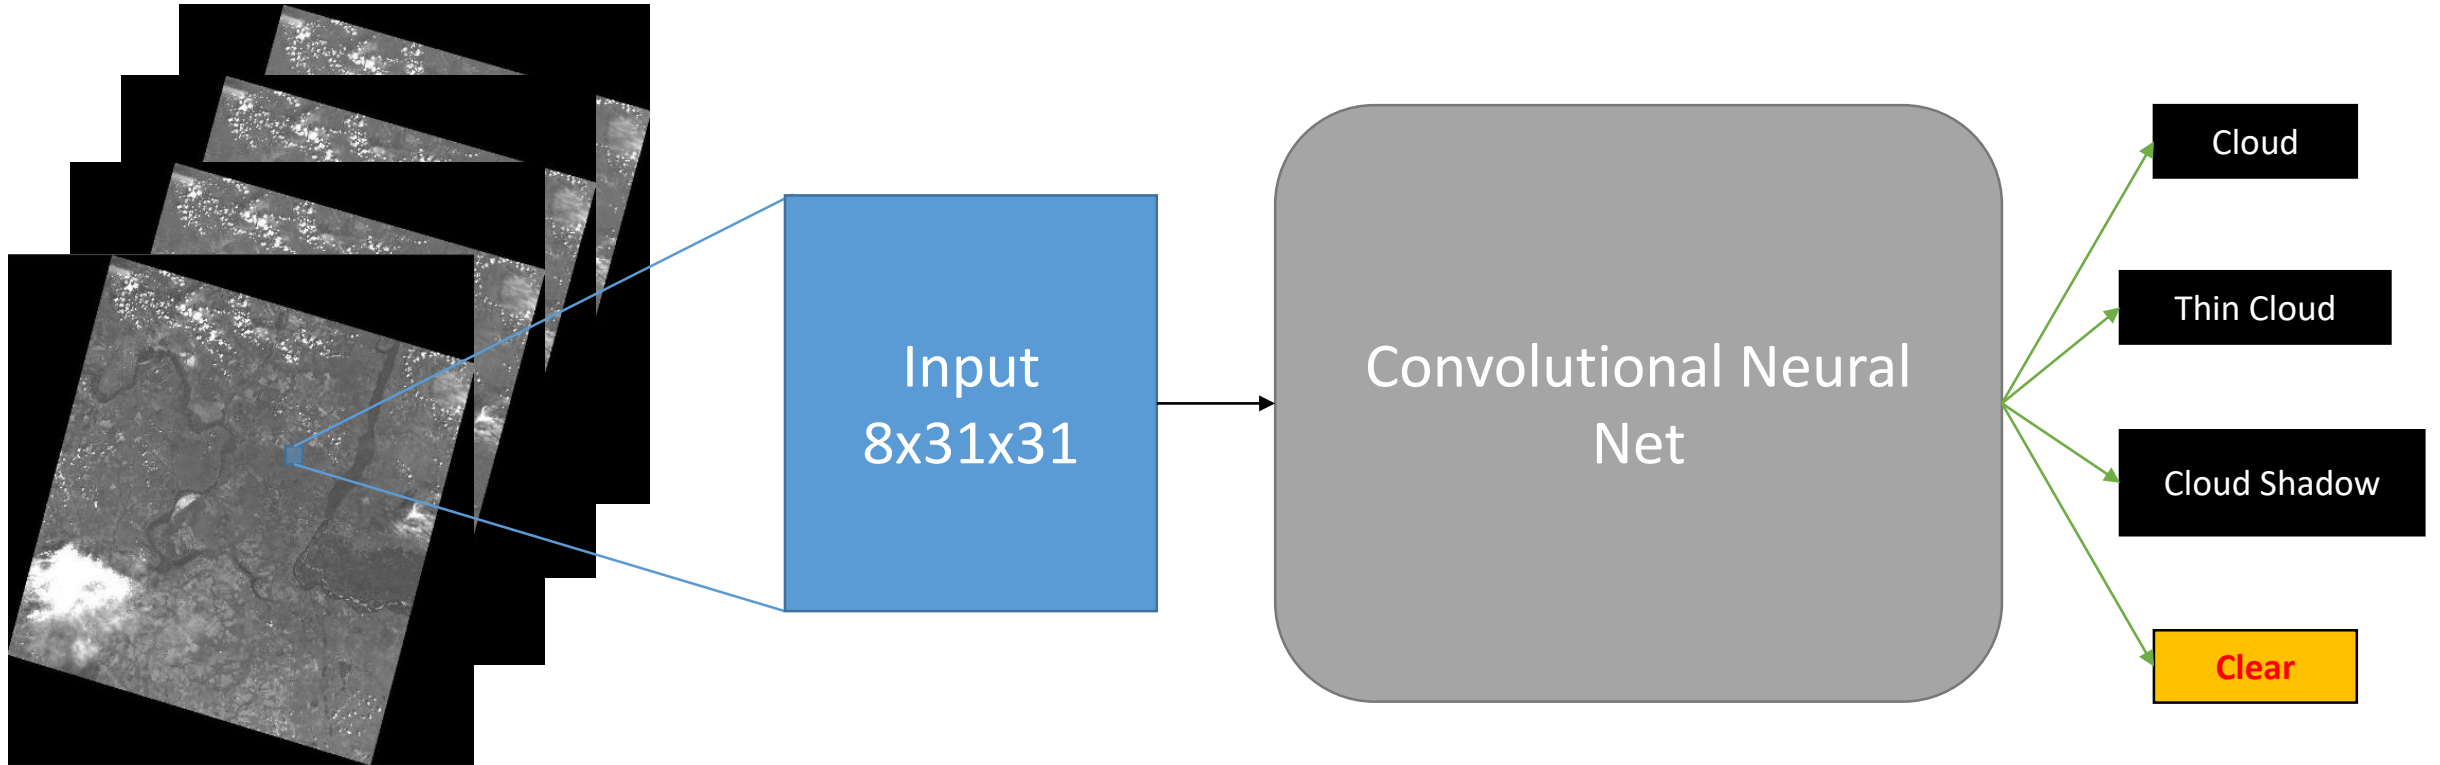 Input
8x31x31
Convolutional Neural
Net
Cloud
Thin Cloud
Cloud Shadow
Clear